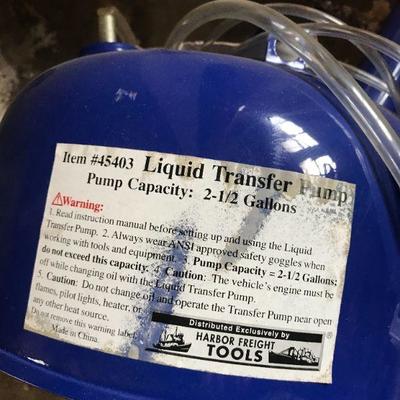 Item #45403 Liquid Transfer Pump
Pump Capacity: 2-1/2 Gallons
⚠Warning:
1. Read instruction manual before setting up and using the Liquid
Transfer Pump. 2. Always wear ANSI approved safety goggles when
working with tools and equipment. 3. Pump Capacity = 2-1/2 Gallons;
do not exceed this capacity. 4. Caution: The vehicle's engine must be
off while changing oil with the Liquid Transfer Pump.
5. Caution: Do not change oil and operate the Transfer Pump near open
flames, pilot lights, heater, or
any other heat source.
Do not remove this warning label.
Made in China.
Distributed Exclusively by
HARBOR FREIGHT
TOOLS
®